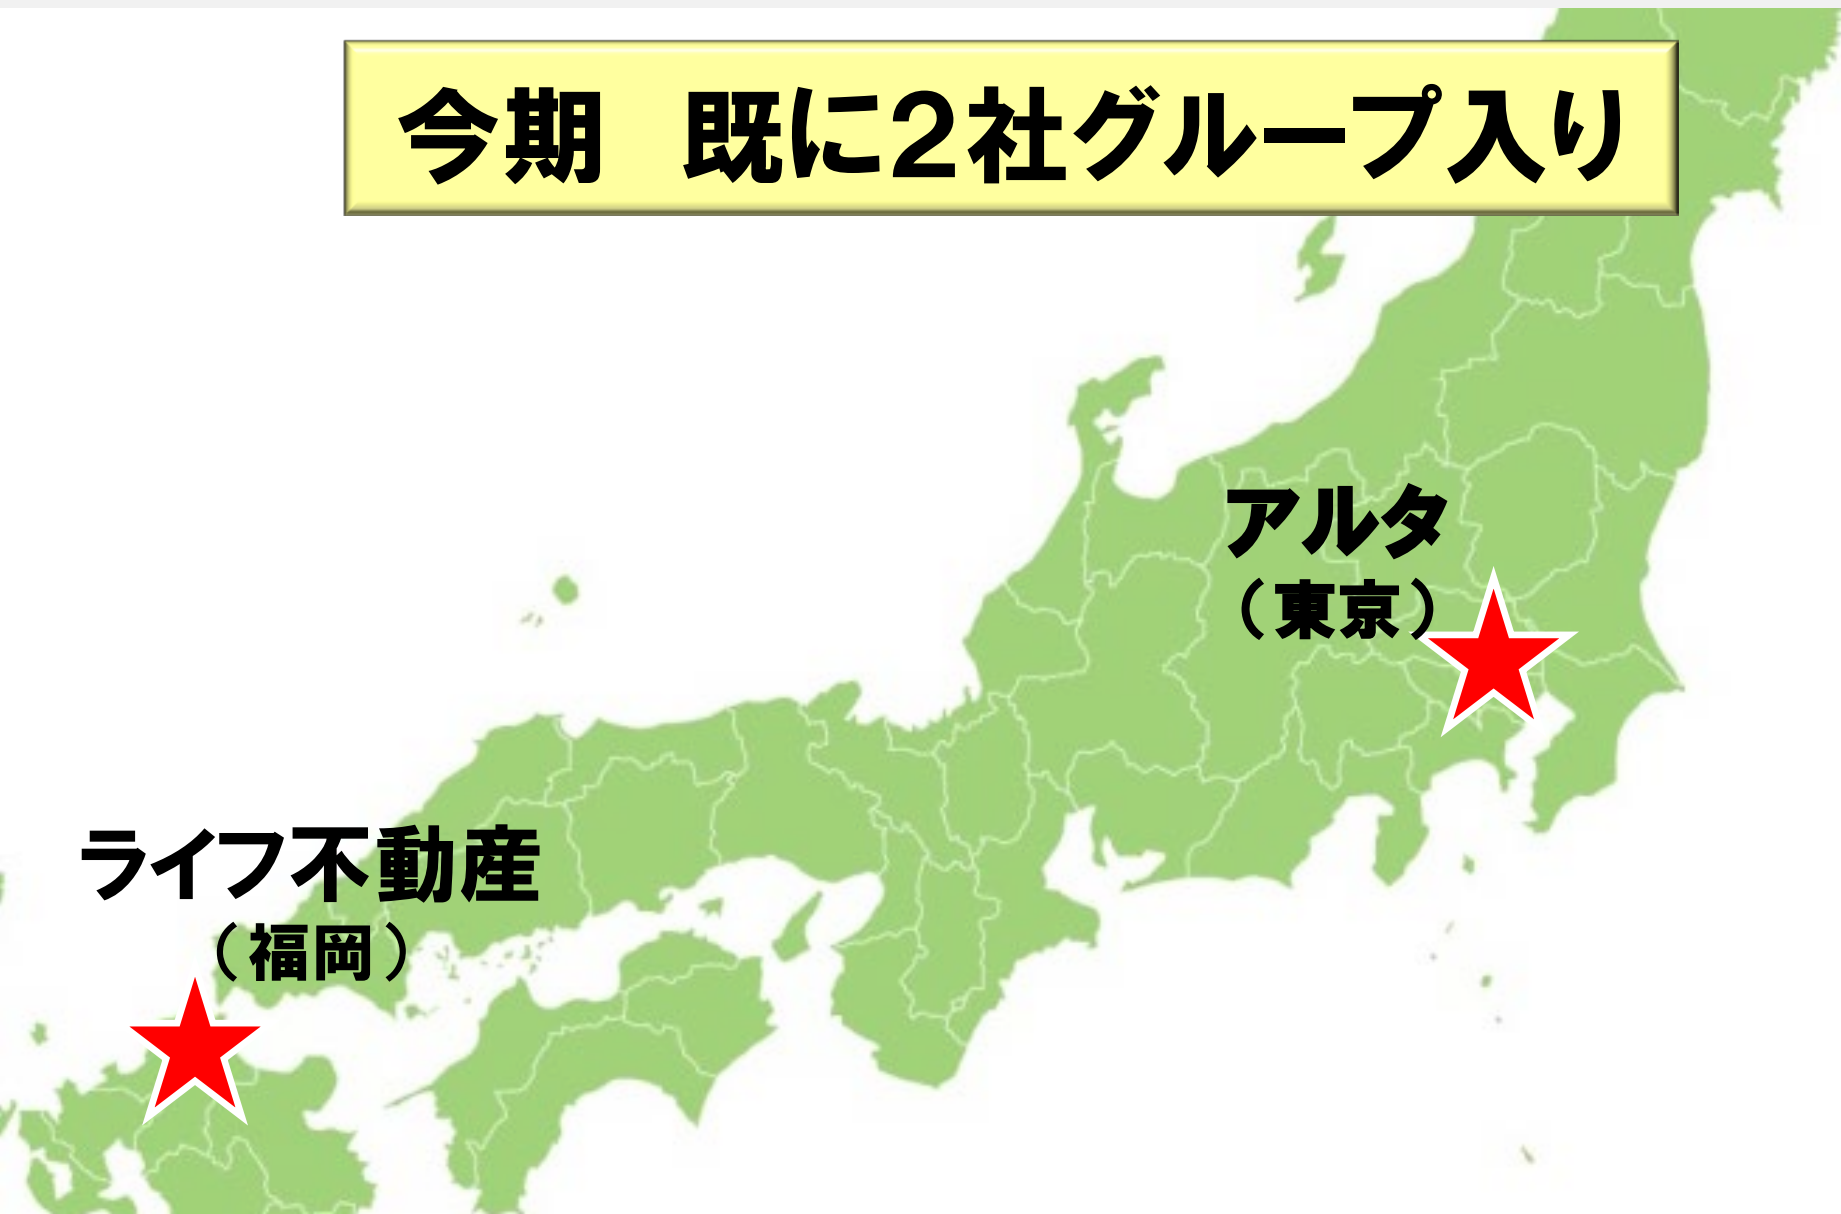 今期　既に２社グループ入り
アルタ
（東京）
ライフ不動産
（福岡）